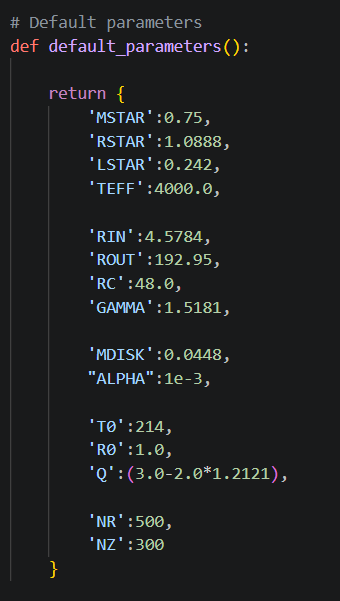 # Default parameters
def default_parameters():
return {
'MSTAR':0.75,
'RSTAR':1.0888,
'LSTAR':0.242,
'TEFF':4000.0,
'RIN':4.5784,
'ROUT':192.95,
'RC':48.0,
'GAMMA':1.5181,
'MDISK':0.0448,
"ALPHA":1e-3,
'T0':214,
'R0':1.0,
'Q':(3.0-2.0*1.2121),
'NR':500,
'NZ':300
}